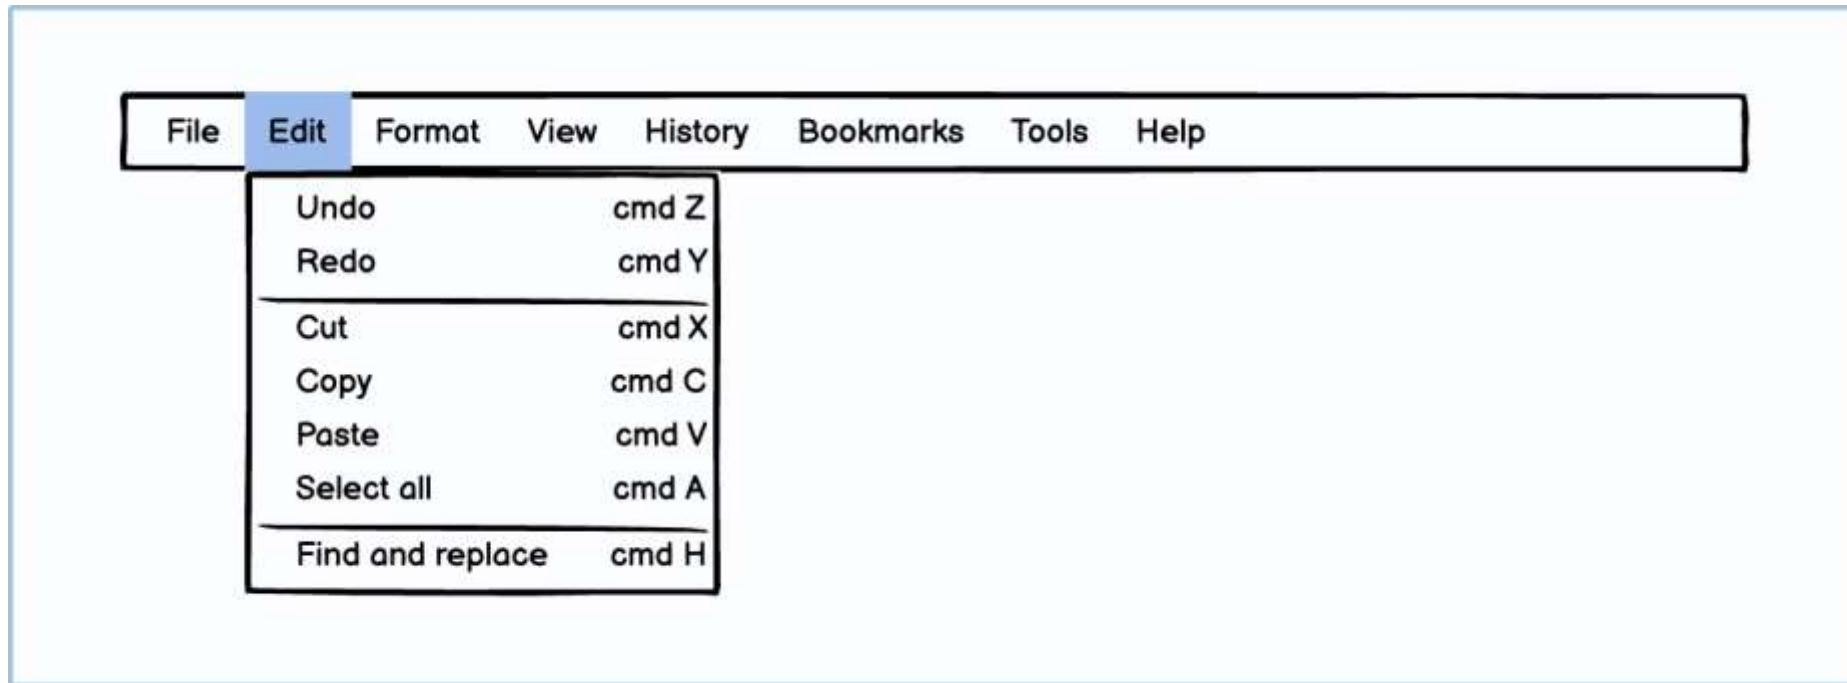 File Edit Format View History Bookmarks Tools Help
Undo cmd Z
Redo cmd Y
Cut cmd X
Copy cmd C
Paste cmd V
Select all cmd A
Find and replace cmd H